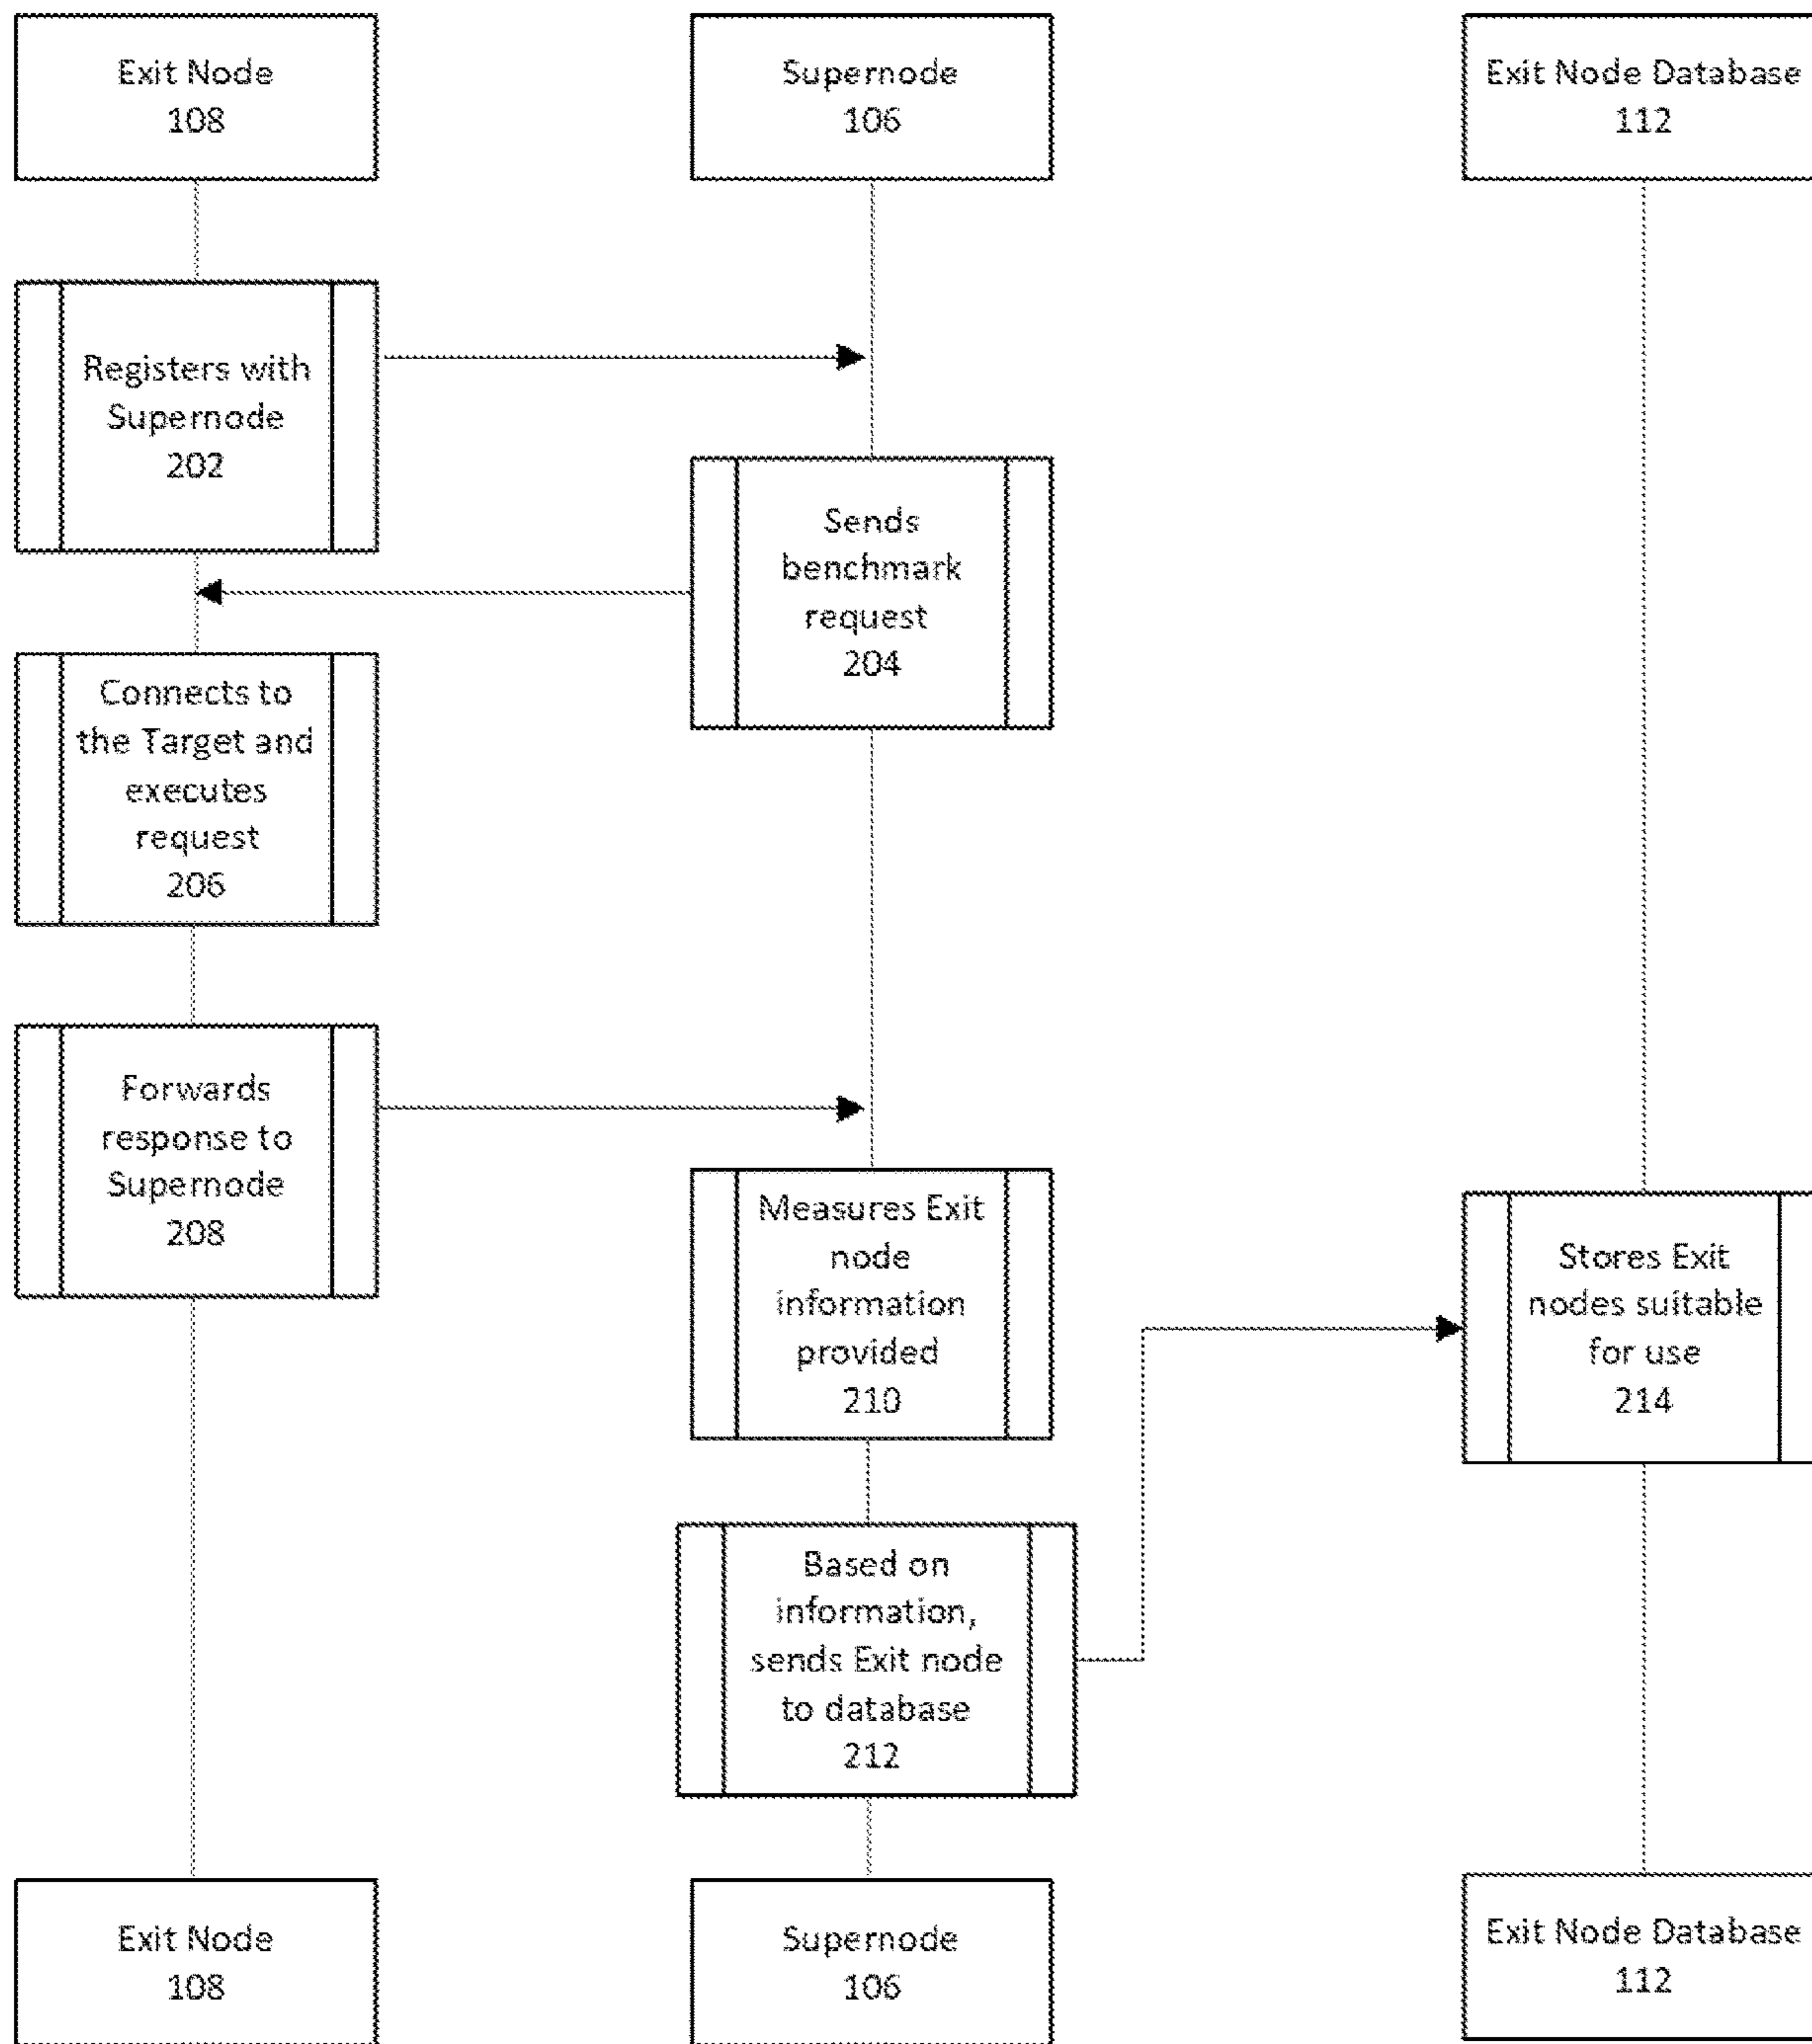 Exit Node
108
Supernode
106
Exit Node Database
112
Registers with
Supernode
202
Sends
benchmark
request
204
Connects to
the Target and
executes
request
206
Forwards
response to
Supernode
208
Measures Exit
node
information
provided
210
Stores Exit
nodes suitable
for use
214
Based on
information,
sends Exit node
to database
212
Exit Node
108
Supernode
106
Exit Node Database
112